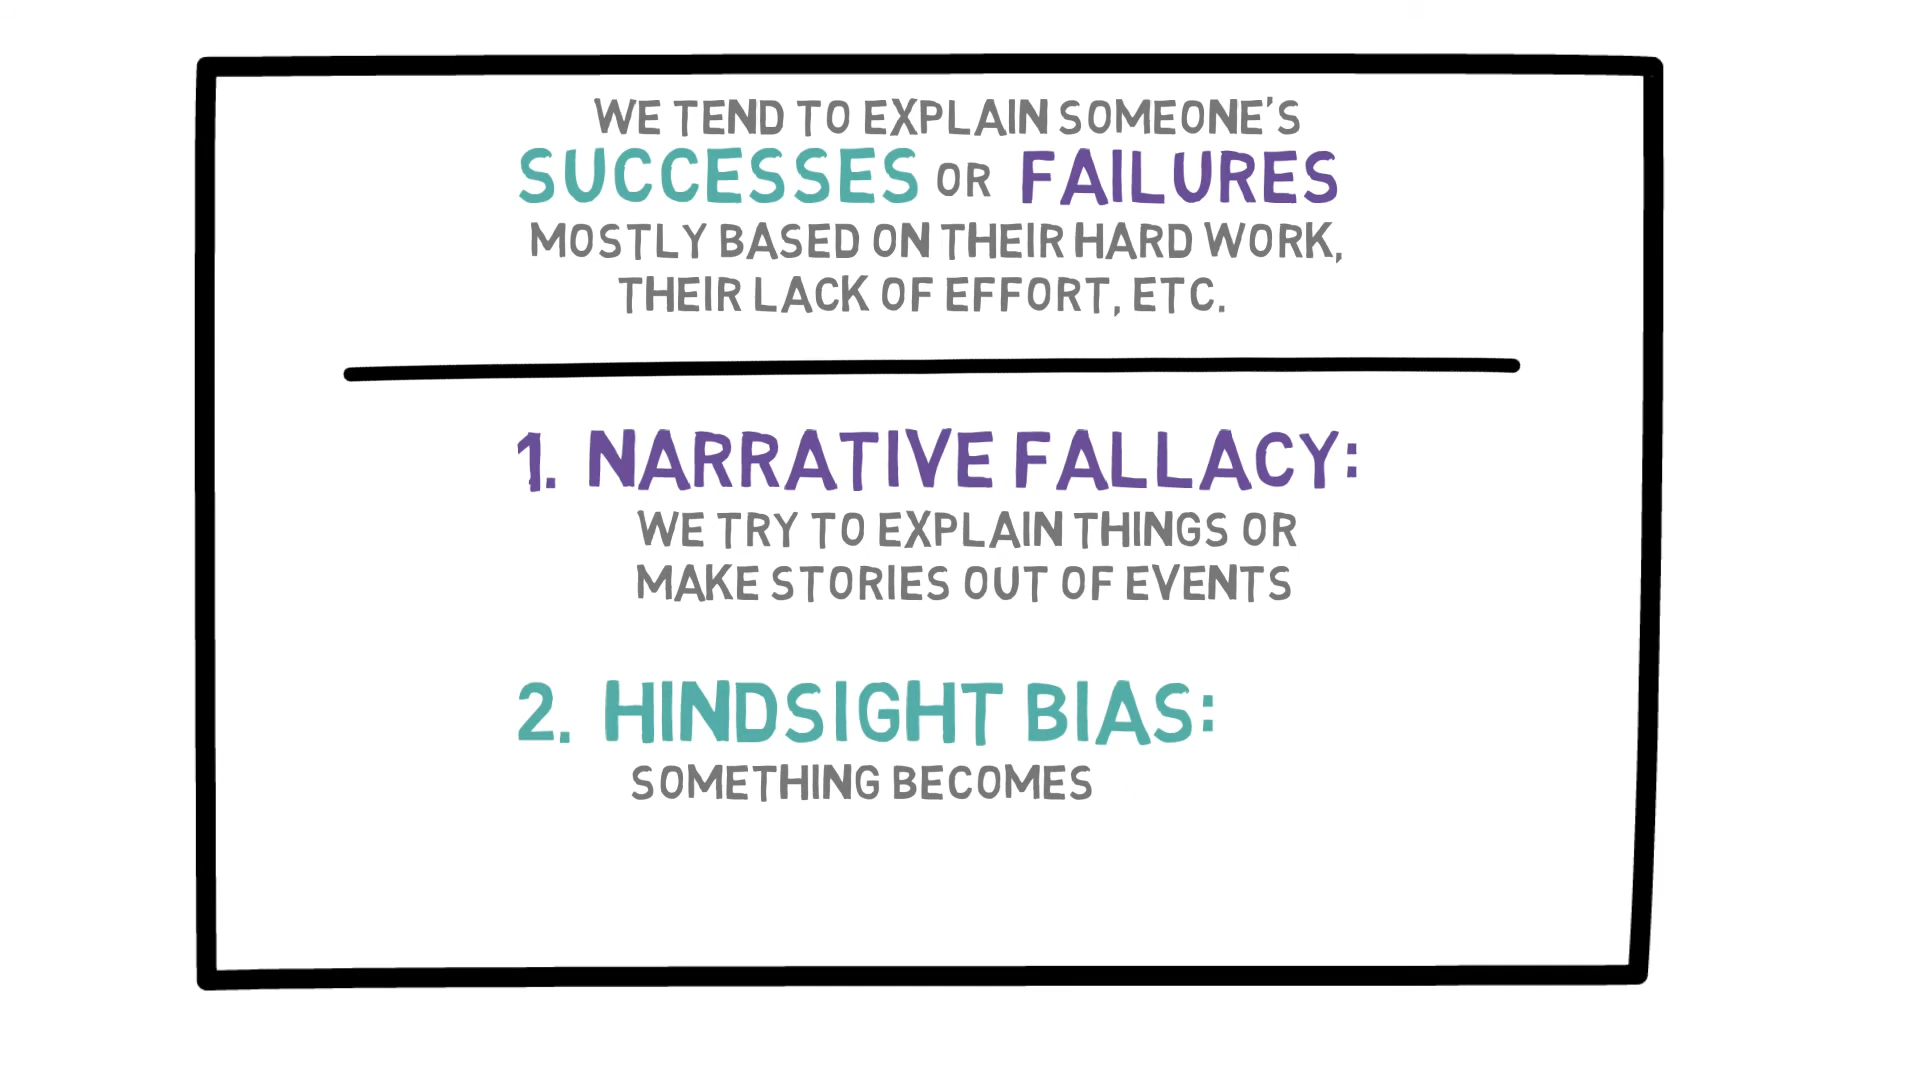 WE TEND TO EXPLAIN SOMEONE'S
SUCCESSES OR FAILURES
MOSTLY BASED ON THEIR HARD WORK,
THEIR LACK OF EFFORT, ETC.
1. NARRATIVE FALLACY:
WE TRY TO EXPLAIN THINGS OR
MAKE STORIES OUT OF EVENTS
2. HINDSIGHT BIAS:
SOMETHING BECOMES